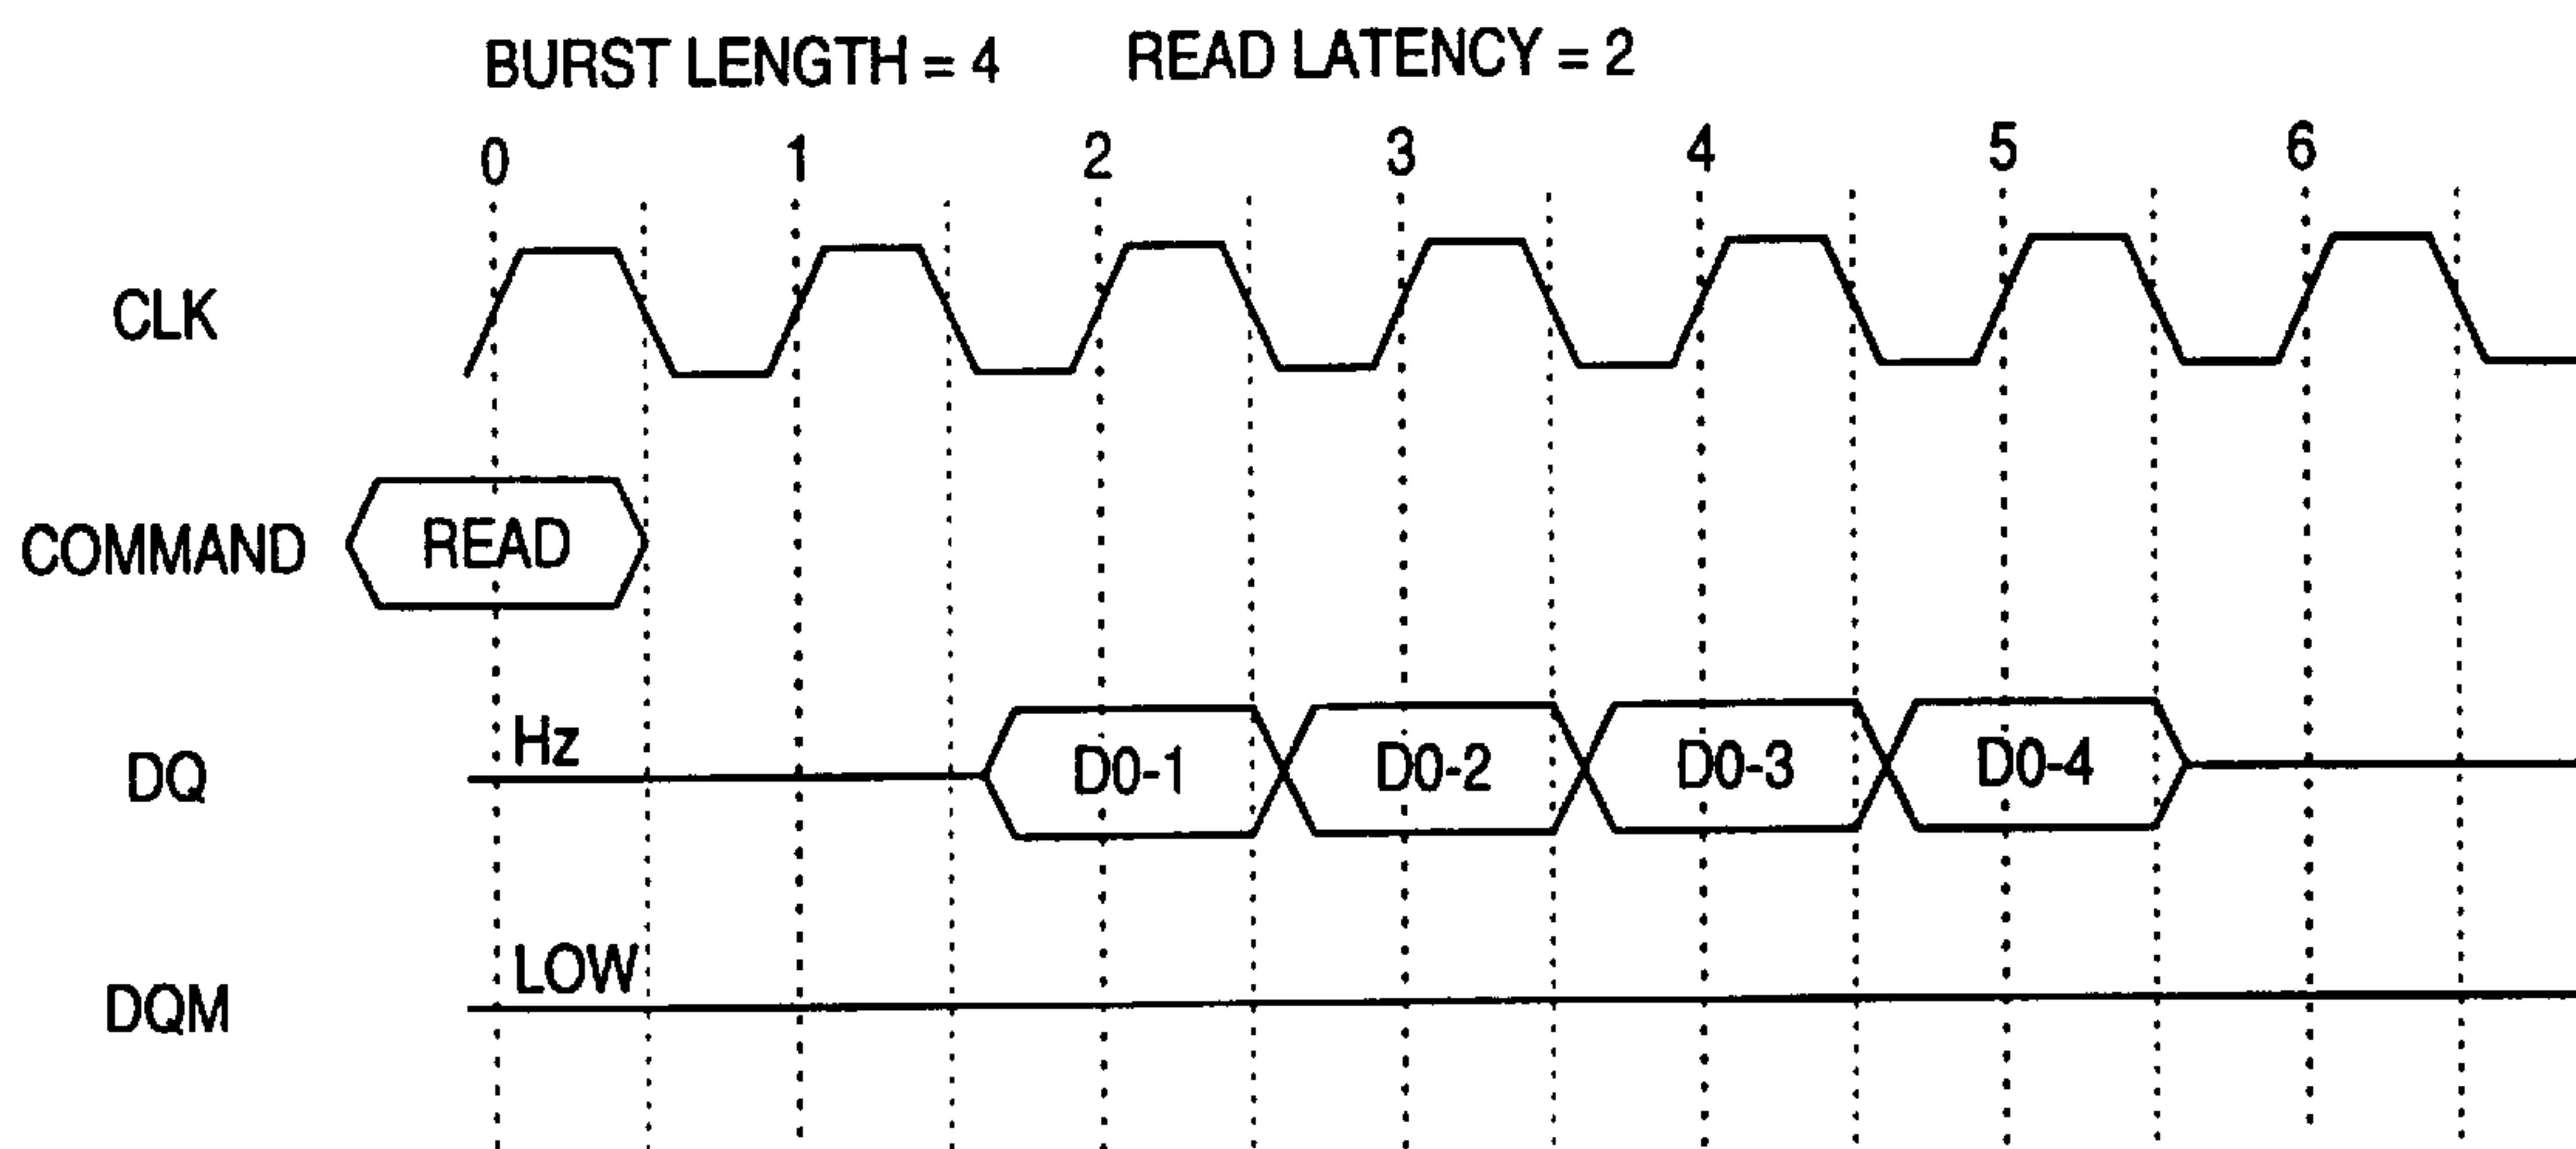 BURST LENGTH = 4 READ LATENCY = 2
0 1 2 3 4 5 6
CLK
COMMAND READ
Hz
DQ D0-1 D0-2 D0-3 D0-4
LOW
DQM